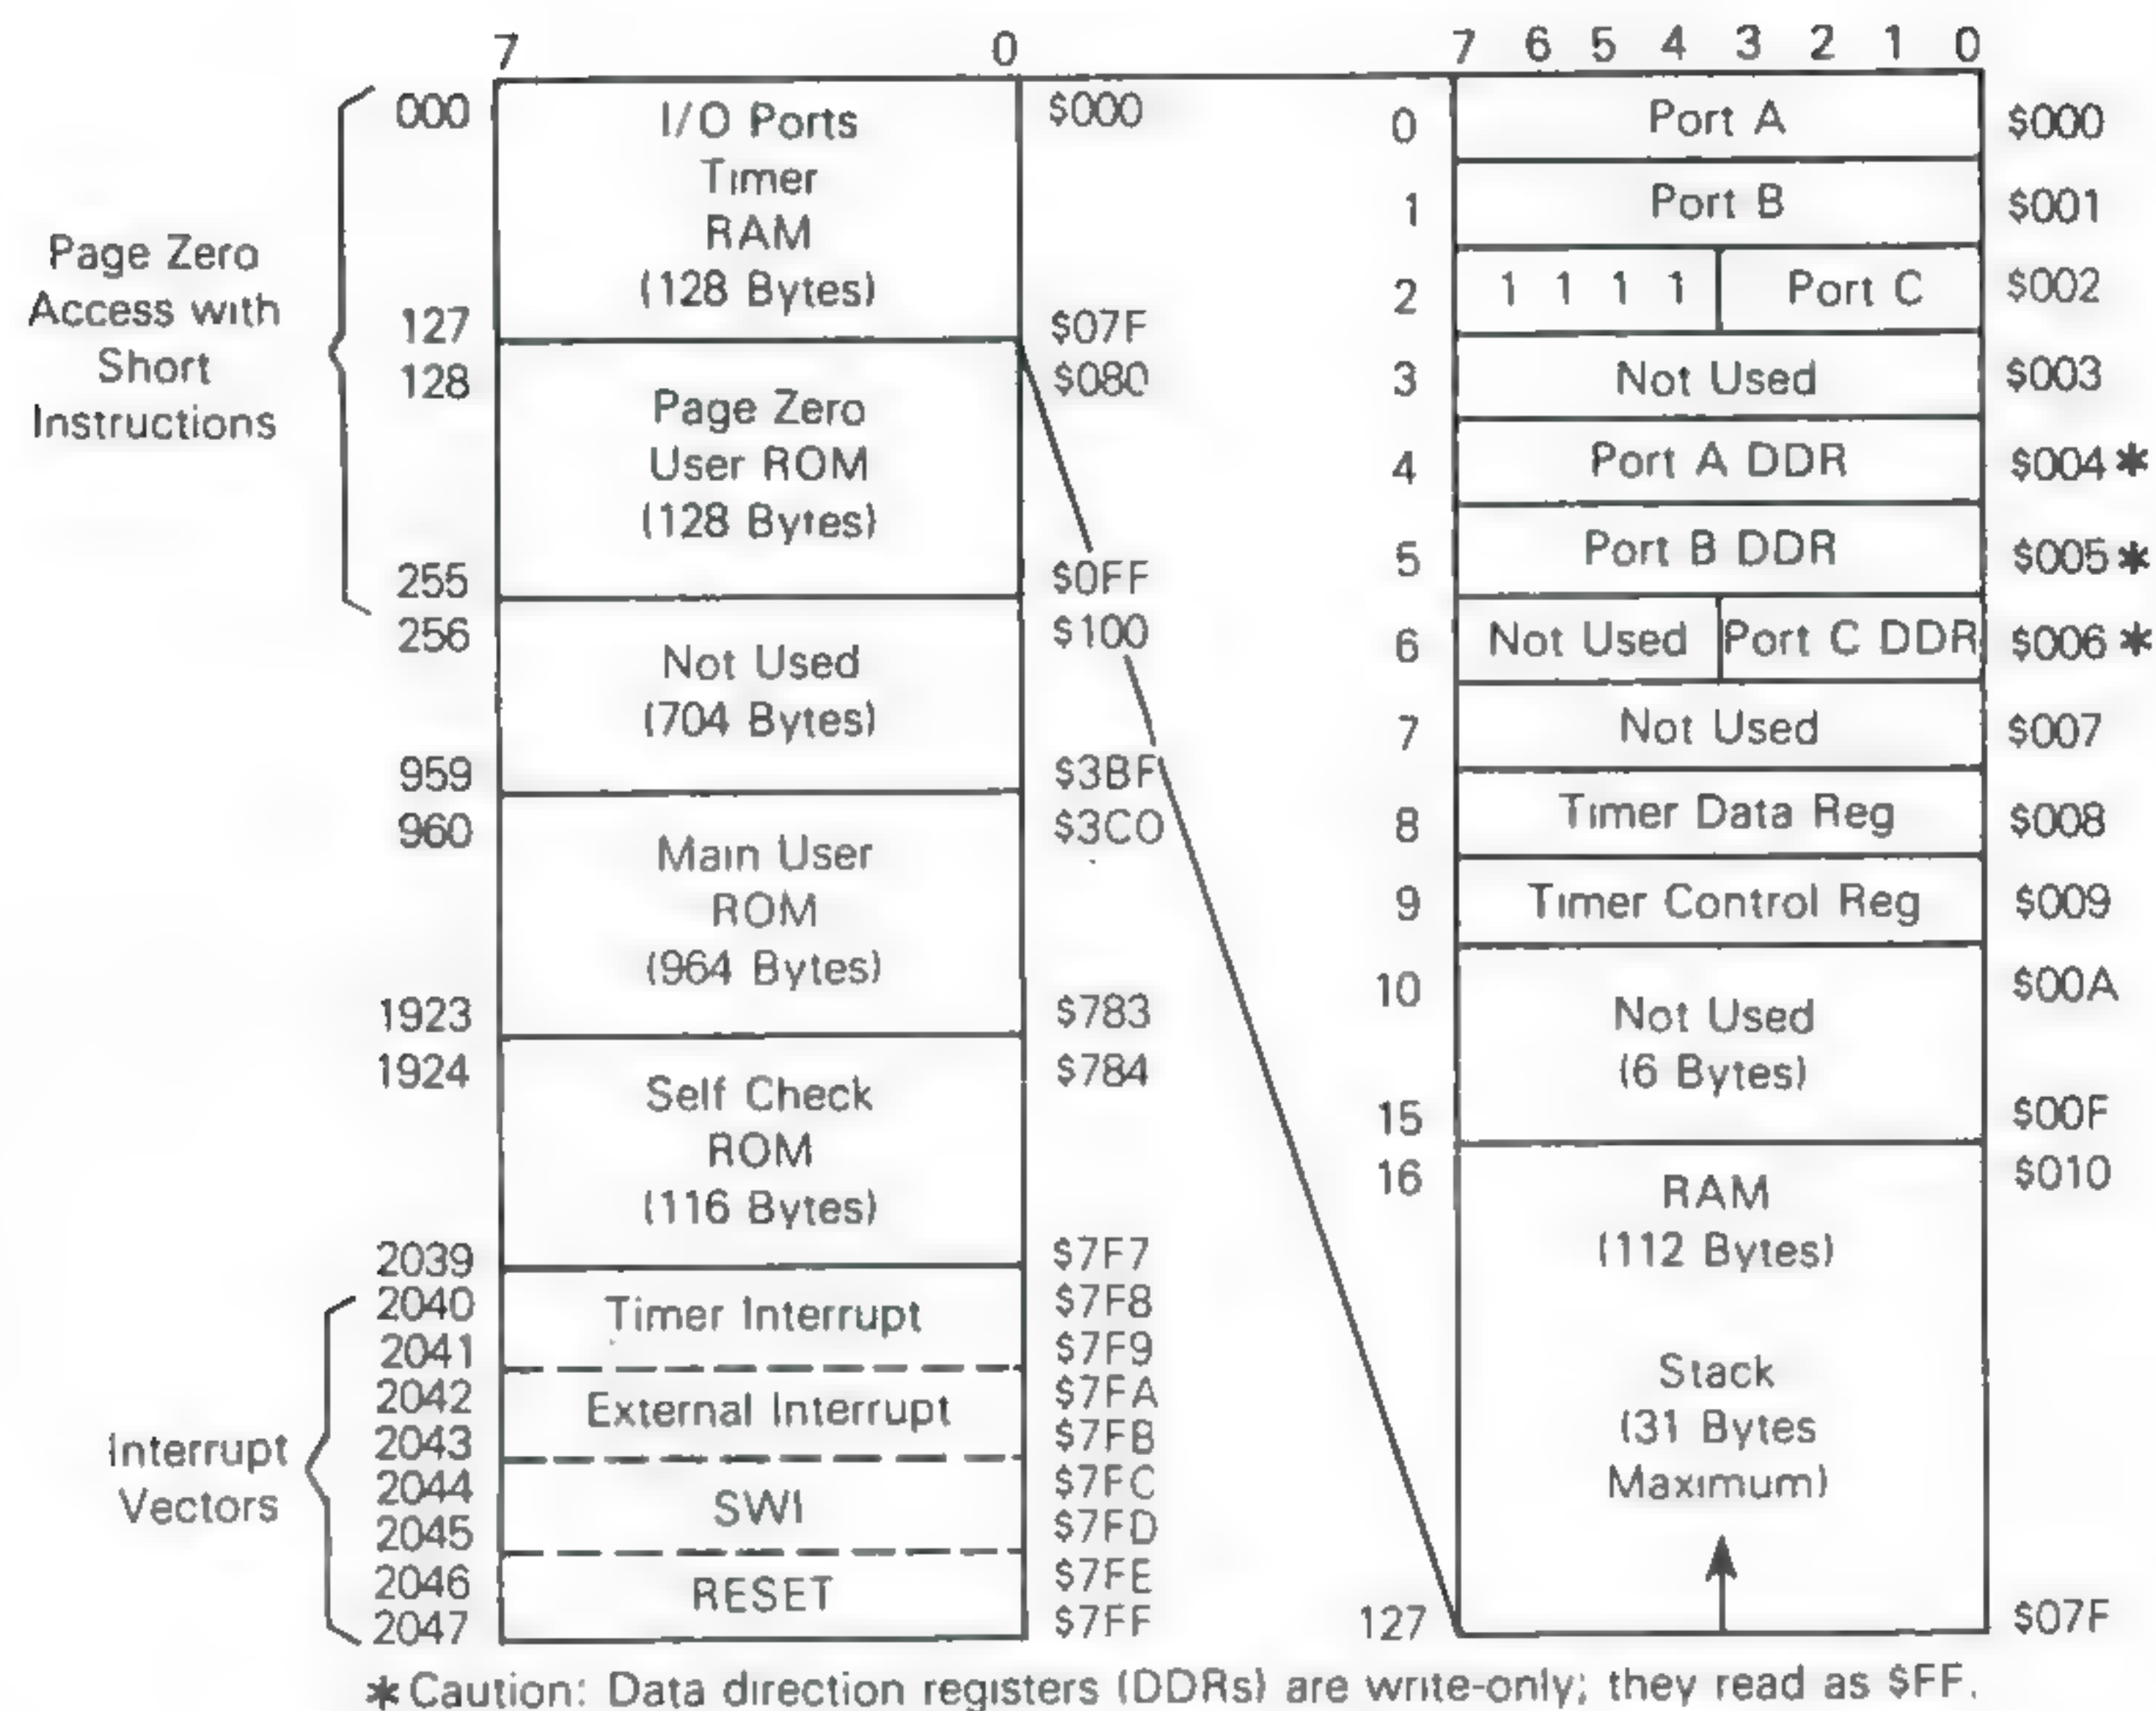 7 0
000 I/O Ports $000
Timer
RAM
(128 Bytes)
127 $07F
128 $080
Page Zero
User ROM
(128 Bytes)
255 $0FF
Page Zero
Access with
Short
Instructions
256 $100
Not Used
(704 Bytes)
959 $3BF
960 $3C0
Main User
ROM
(964 Bytes)
1923 $783
1924 $784
Self Check
ROM
(116 Bytes)
2039 $7F7
2040 $7F8
Timer Interrupt
2041 $7F9
2042 $7FA
External Interrupt
2043 $7FB
2044 $7FC
SWI
2045 $7FD
2046 $7FE
RESET
2047 $7FF
Interrupt
Vectors
7 6 5 4 3 2 1 0
0 Port A $000
1 Port B $001
2 1 1 1 1 Port C $002
3 Not Used $003
4 Port A DDR $004*
5 Port B DDR $005*
6 Not Used Port C DDR $006*
7 Not Used $007
8 Timer Data Reg $008
9 Timer Control Reg $009
10 $00A
Not Used
(6 Bytes)
15 $00F
16 $010
RAM
(112 Bytes)
Stack
(31 Bytes
Maximum)
127 $07F
*Caution: Data direction registers (DDRs) are write-only; they read as $FF.